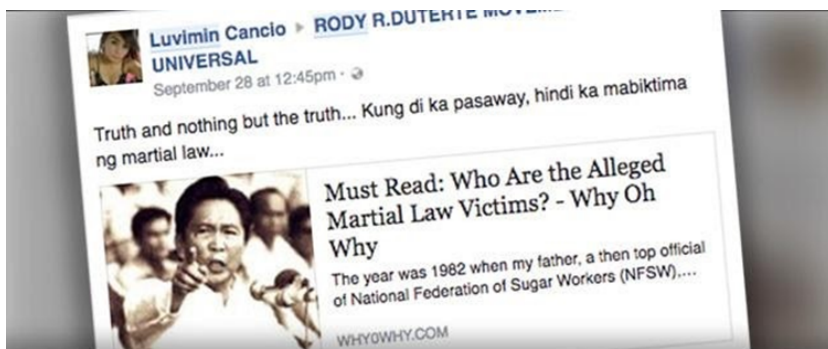 Luvimin Cancio ▸ RODY R.DUTERTE MOVEM
UNIVERSAL
September 28 at 12:45pm ·
Truth and nothing but the truth... Kung di ka pasaway, hindi ka mabiktima
ng martial law...
Must Read: Who Are the Alleged
Martial Law Victims? - Why Oh
Why
The year was 1982 when my father, a then top official
of National Federation of Sugar Workers (NFSW)....
WHY0WHY.COM